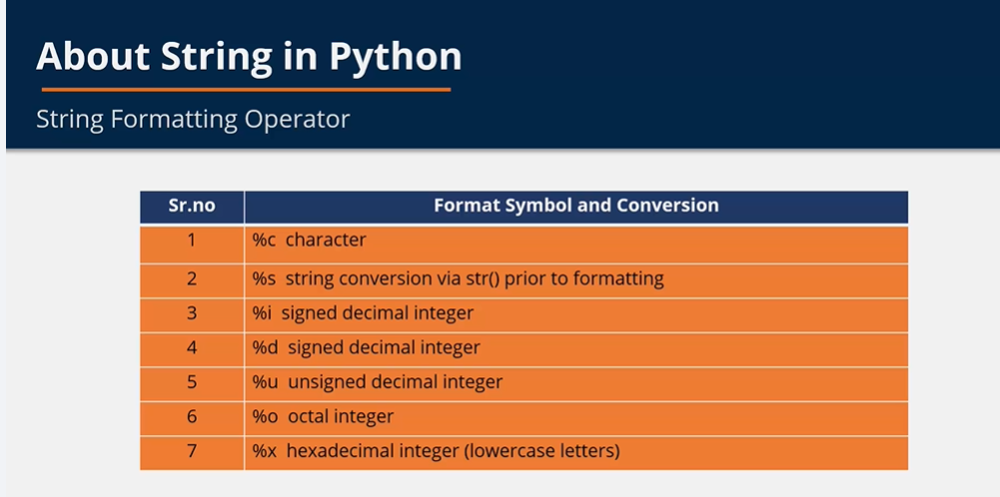 About String in Python
String Formatting Operator
Sr.no Format Symbol and Conversion
1 %c character
2 %s string conversion via str() prior to formatting
3 %i signed decimal integer
4 %d signed decimal integer
5 %u unsigned decimal integer
6 %o octal integer
7 %x hexadecimal integer (lowercase letters)